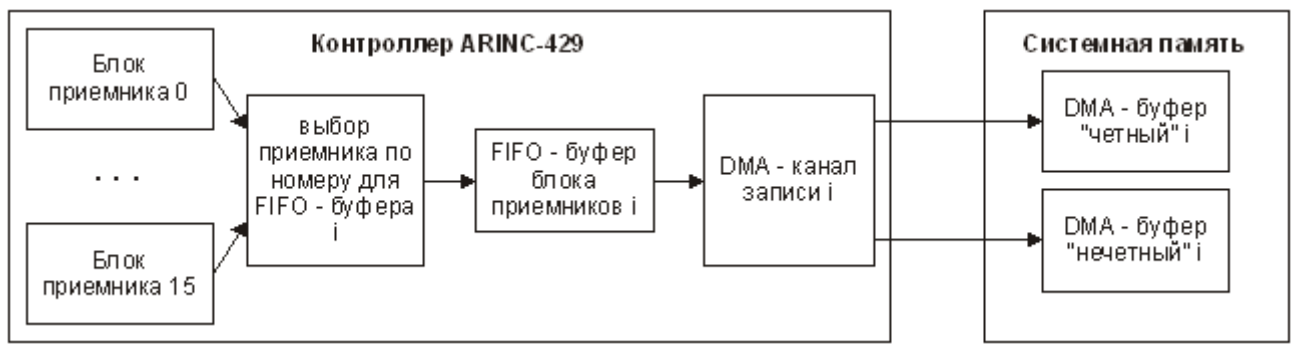 Контроллер ARINC-429
Блок
приемника 0
. . .
Блок
приемника 15
выбор
приемника по
номеру для
FIFO - буфера
i
FIFO - буфер
блока
приемников i
DMA - канал
записи i
Системная память
DMA - буфер
"четный" i
DMA - буфер
"нечетный" i